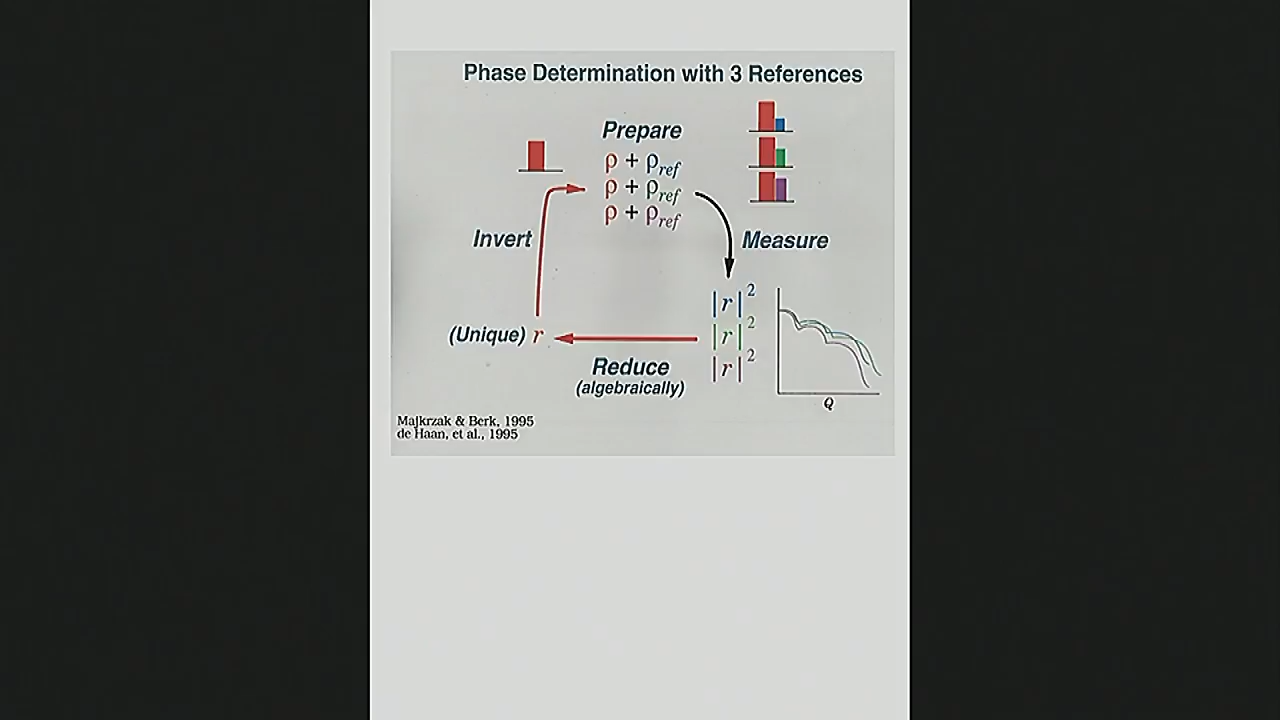 Phase Determination with 3 References
Prepare
ρ + ρref
ρ + ρref
ρ + ρref
Invert
Measure
|r|²
|r|²
|r|²
(Unique) r
Reduce
(algebraically)
Q
Majkrzak & Berk, 1995
de Haan, et al., 1995